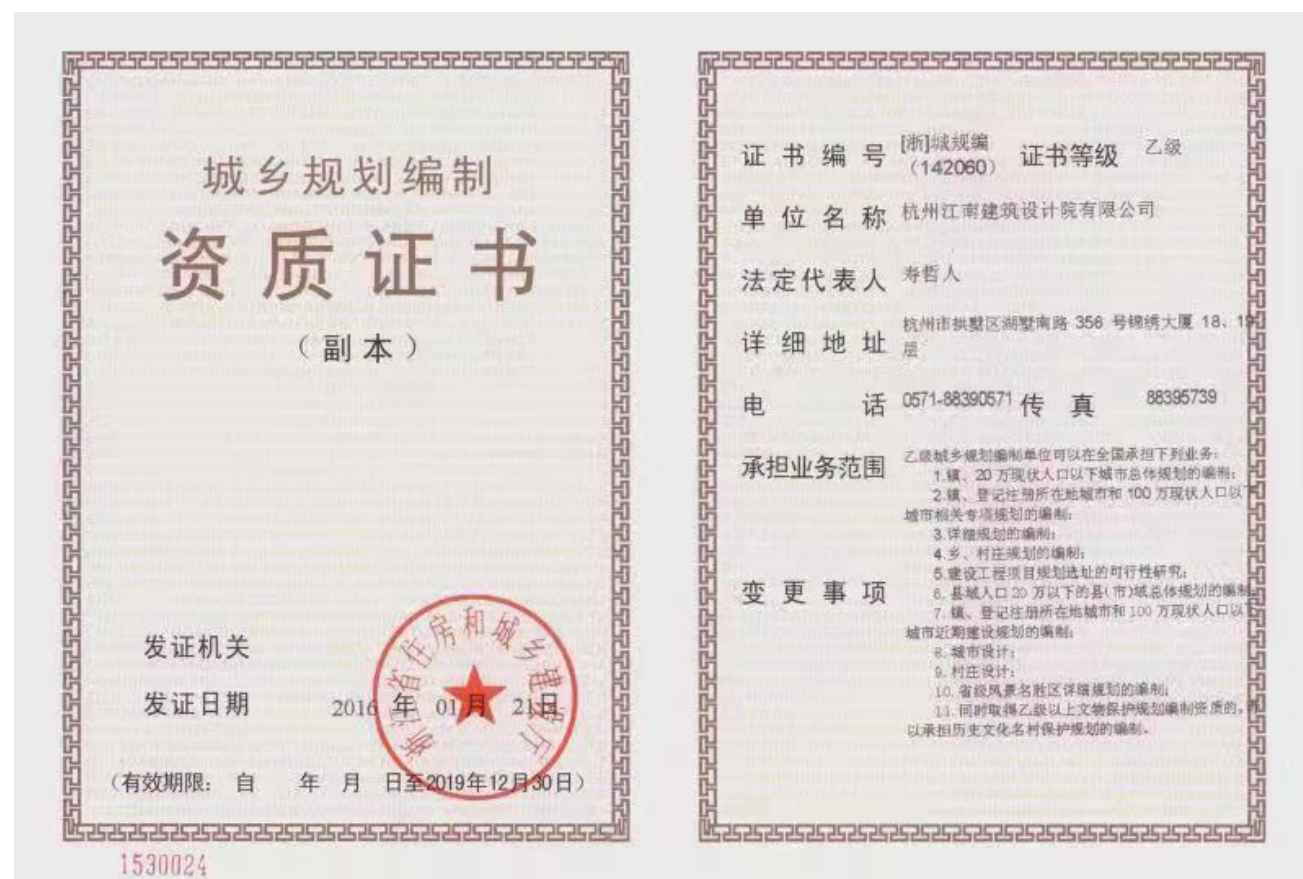 城乡规划编制
资质证书
（副本）
浙江省住房和城乡建设厅
发证机关
发证日期 2016 年 01 月 21 日
（有效期限： 自 年 月 日至2019年12月30日）
1530024
证书编号 [浙]城规编（142060） 证书等级 乙级
单位名称 杭州江南建筑设计院有限公司
法定代表人 寿哲人
详细地址 杭州市拱墅区湖墅南路 356 号锦绣大厦 18、19
层
电话 0571-88390571 传真 88395739
承担业务范围 乙级城乡规划编制单位可以在全国承担下列业务：
1.镇、20 万现状人口以下城市总体规划的编制；
2.镇、登记注册所在地城市和 100 万现状人口以下
城市相关专项规划的编制；
3.详细规划的编制；
4.乡、村庄规划的编制；
5.建设工程项目规划选址的可行性研究；
变更事项 6. 县域人口 20 万以下的县(市)域总体规划的编制；
7. 镇、登记注册所在地城市和 100 万现状人口以下
城市近期建设规划的编制；
8. 城市设计；
9. 村庄设计；
10. 省级风景名胜区详细规划的编制；
11. 同时取得乙级以上文物保护规划编制资质的，可
以承担历史文化名村保护规划的编制。